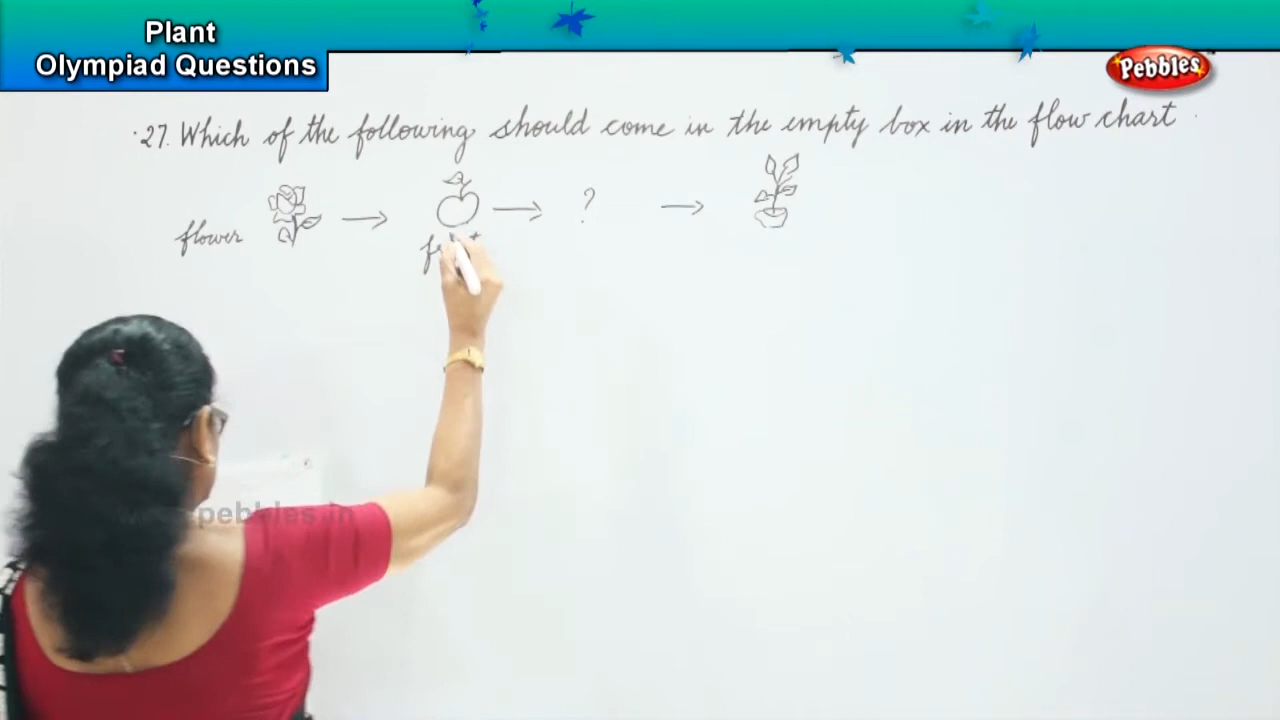 Plant
Olympiad Questions
Pebbles
27. Which of the following should come in the empty box in the flow chart
?
flower
pebbles.in